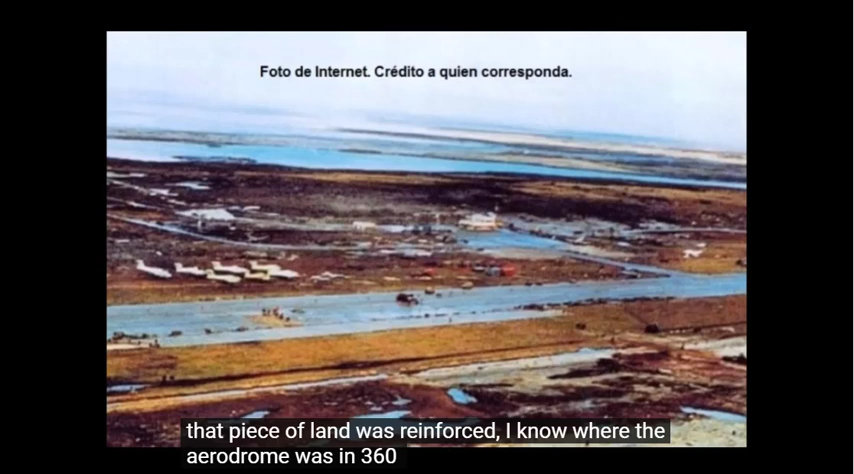 Foto de Internet. Crédito a quien corresponda.
that piece of land was reinforced, I know where the
aerodrome was in 360